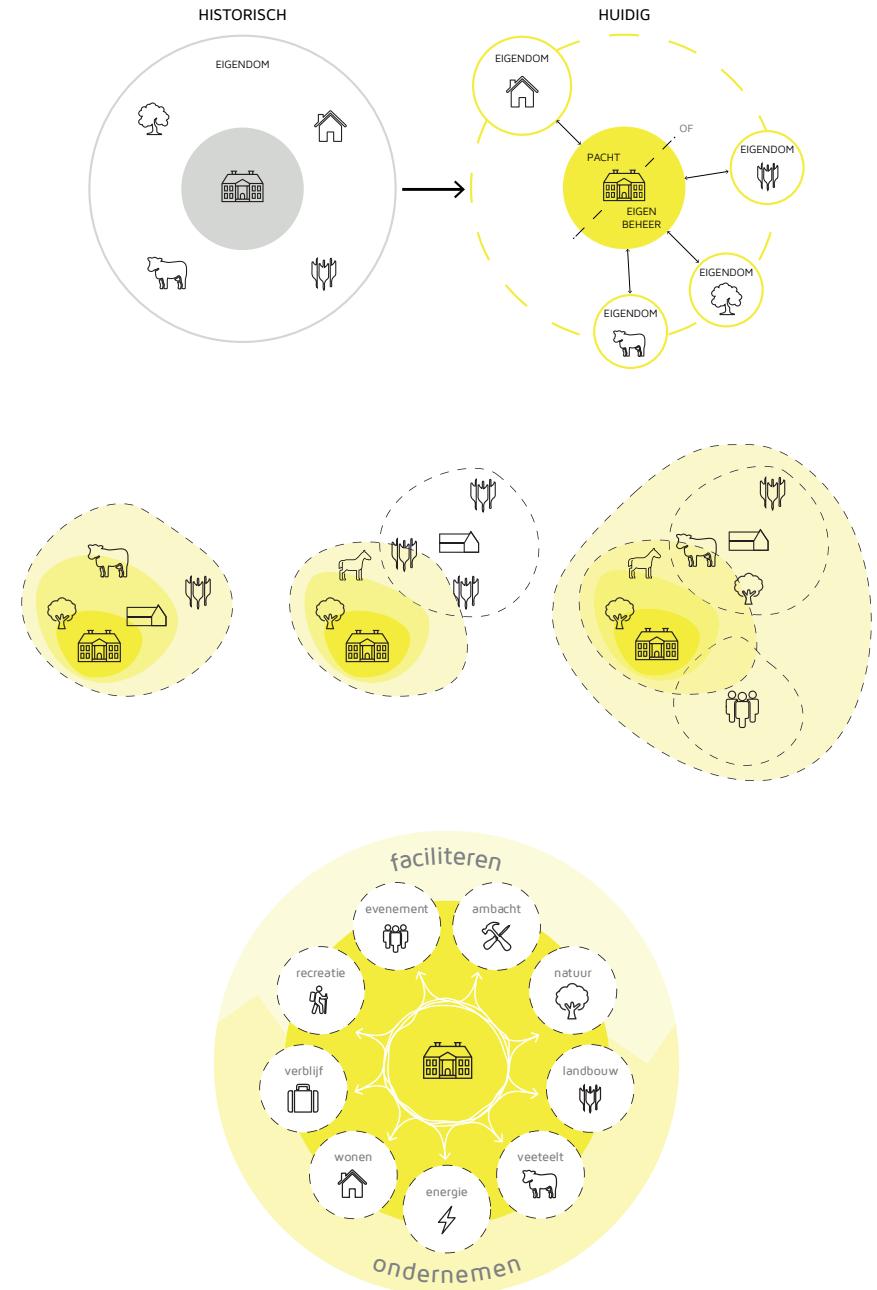 HISTORISCH
HUIDIG
EIGENDOM
EIGENDOM
OF
PACHT
EIGENDOM
EIGEN
BEHEER
EIGENDOM
EIGENDOM
faciliteren
evenement
ambacht
recreatie
natuur
verblijf
landbouw
wonen
veeteelt
energie
ondernemen